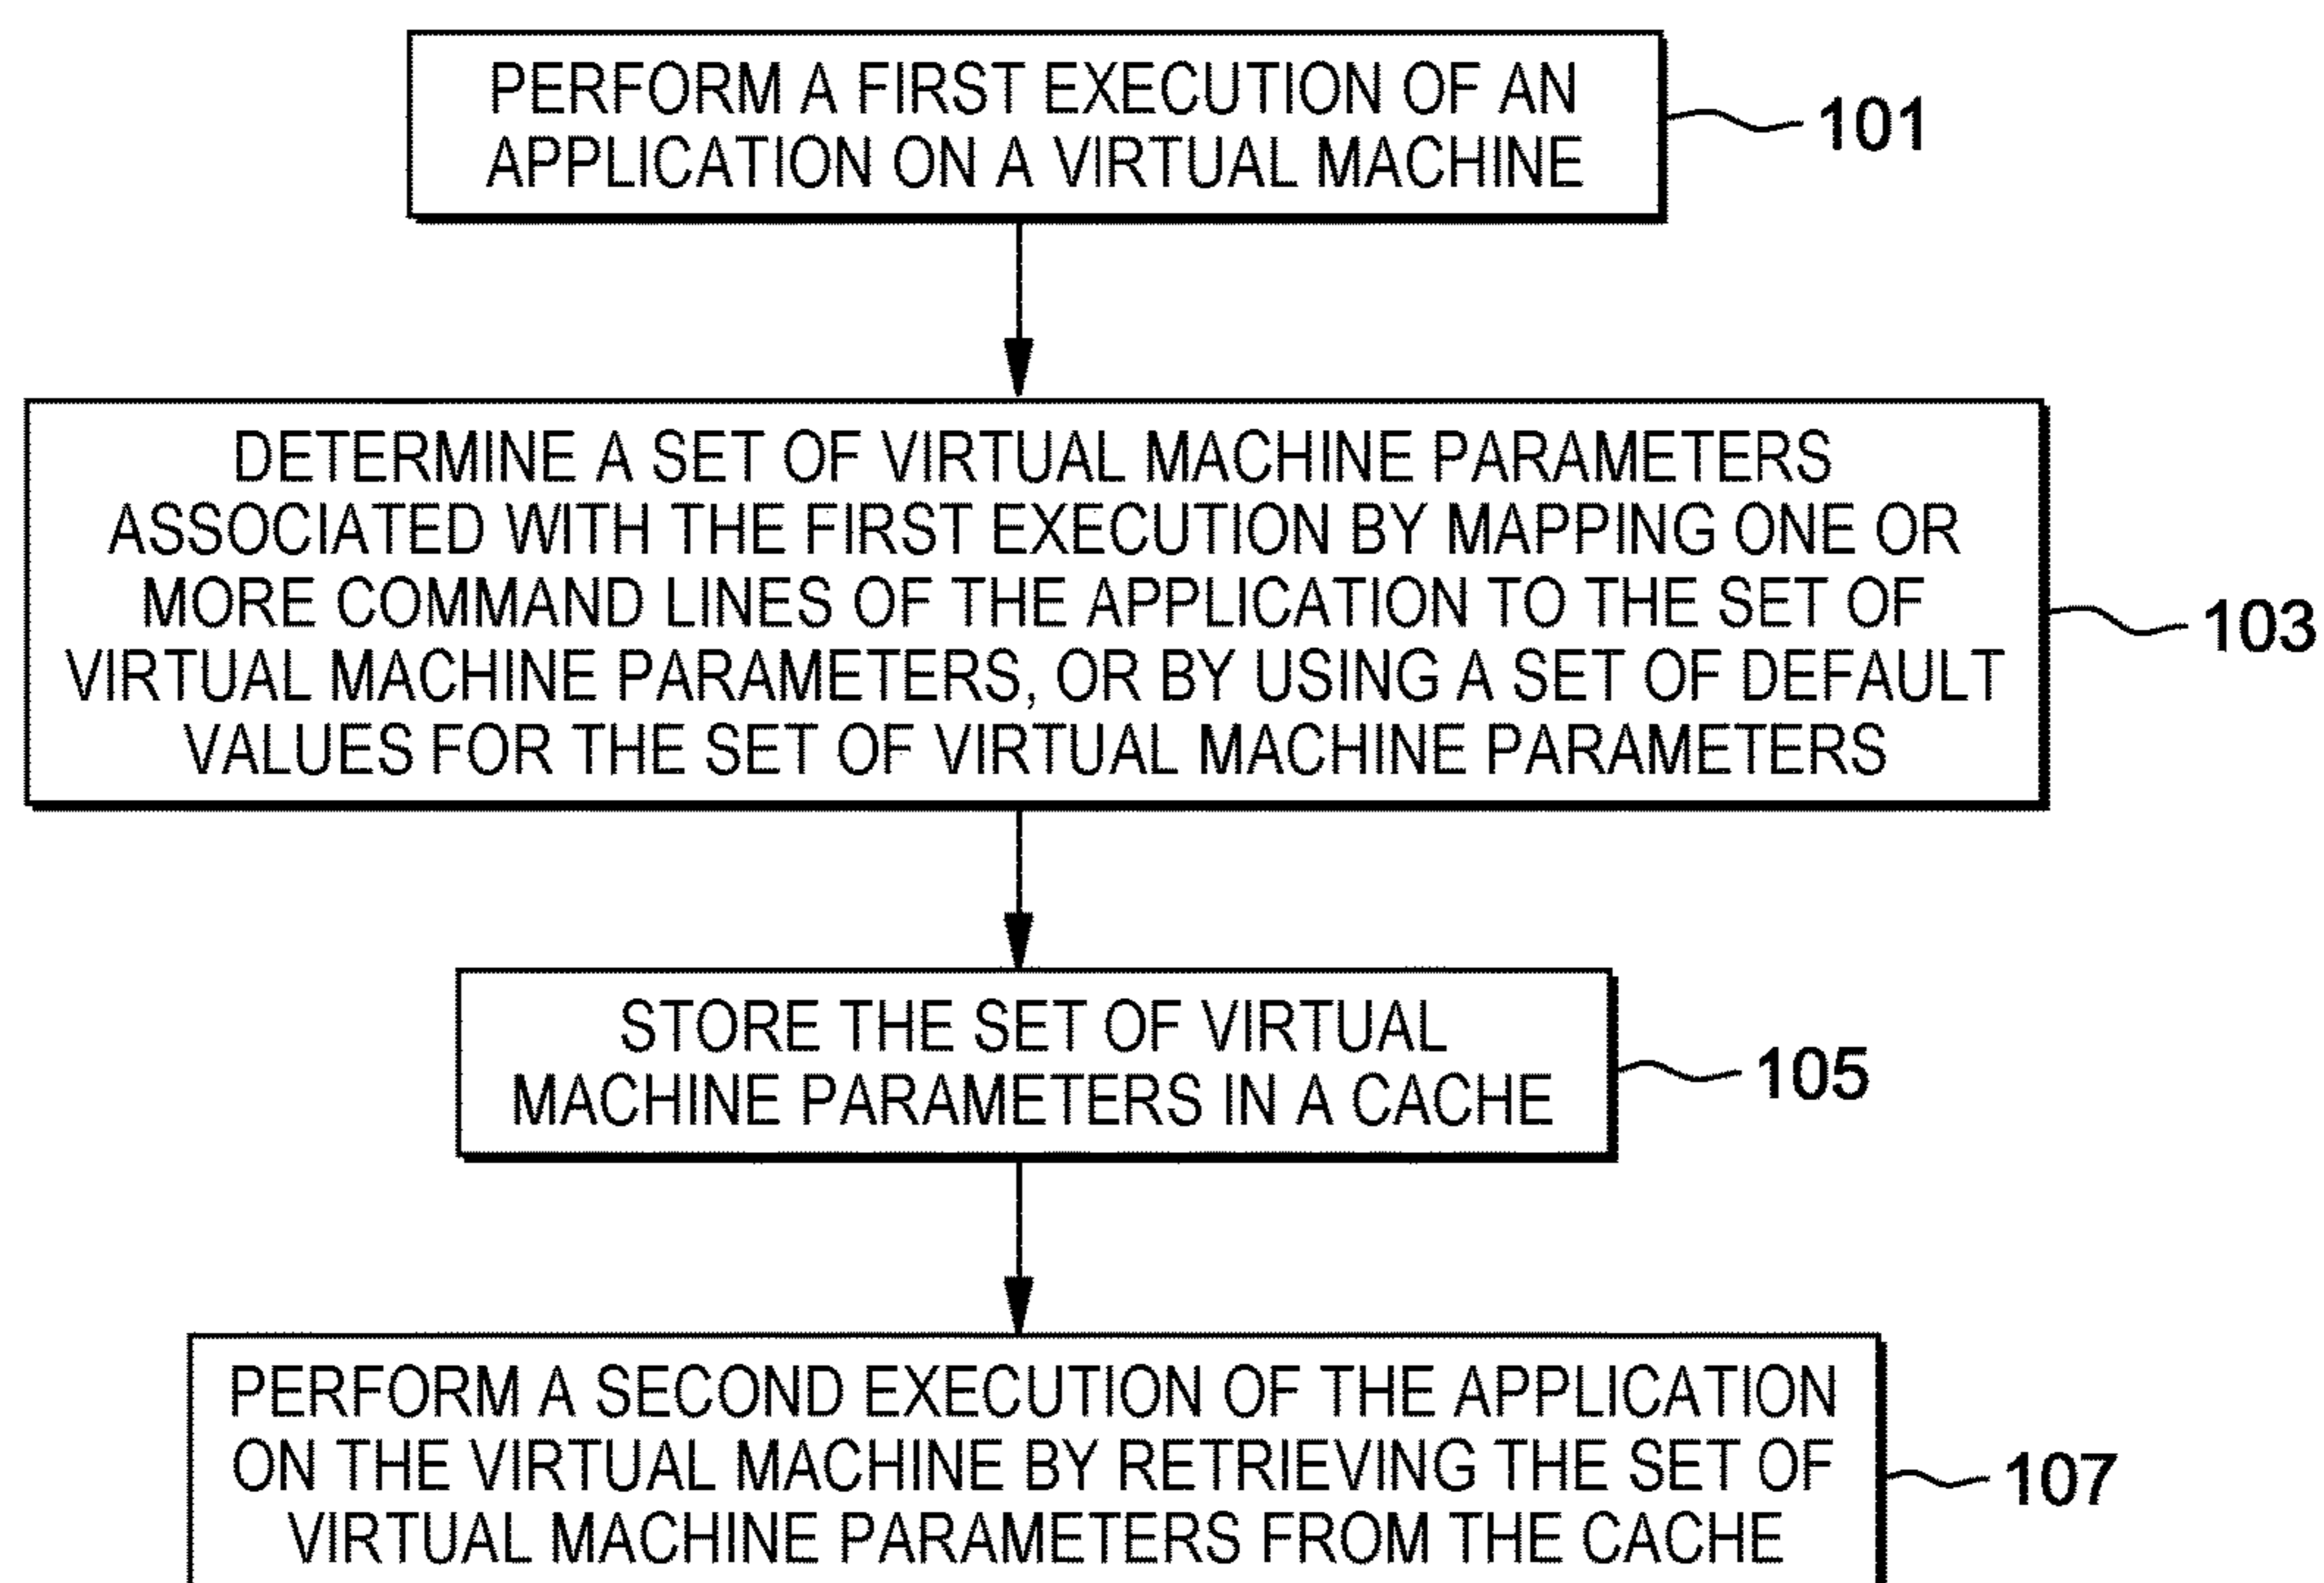 PERFORM A FIRST EXECUTION OF AN
APPLICATION ON A VIRTUAL MACHINE
101
DETERMINE A SET OF VIRTUAL MACHINE PARAMETERS
ASSOCIATED WITH THE FIRST EXECUTION BY MAPPING ONE OR
MORE COMMAND LINES OF THE APPLICATION TO THE SET OF
VIRTUAL MACHINE PARAMETERS, OR BY USING A SET OF DEFAULT
VALUES FOR THE SET OF VIRTUAL MACHINE PARAMETERS
103
STORE THE SET OF VIRTUAL
MACHINE PARAMETERS IN A CACHE
105
PERFORM A SECOND EXECUTION OF THE APPLICATION
ON THE VIRTUAL MACHINE BY RETRIEVING THE SET OF
VIRTUAL MACHINE PARAMETERS FROM THE CACHE
107